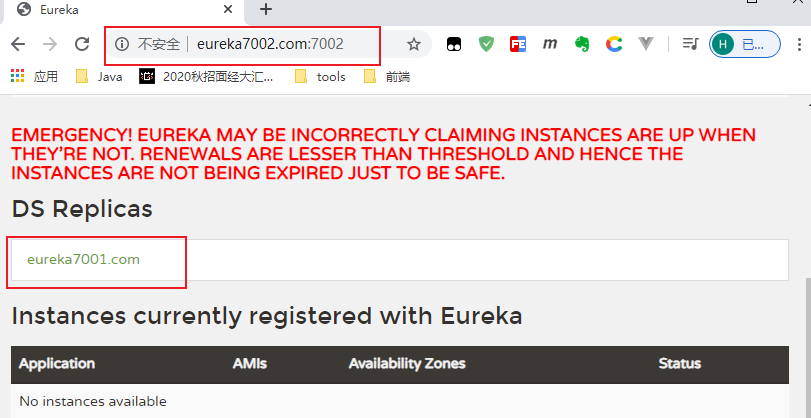 Eureka
不安全 | eureka7002.com:7002
已...
应用 Java 2020秋招面经大汇... tools 前端
EMERGENCY! EUREKA MAY BE INCORRECTLY CLAIMING INSTANCES ARE UP WHEN
THEY'RE NOT. RENEWALS ARE LESSER THAN THRESHOLD AND HENCE THE
INSTANCES ARE NOT BEING EXPIRED JUST TO BE SAFE.
DS Replicas
eureka7001.com
Instances currently registered with Eureka
Application AMIs Availability Zones Status
No instances available